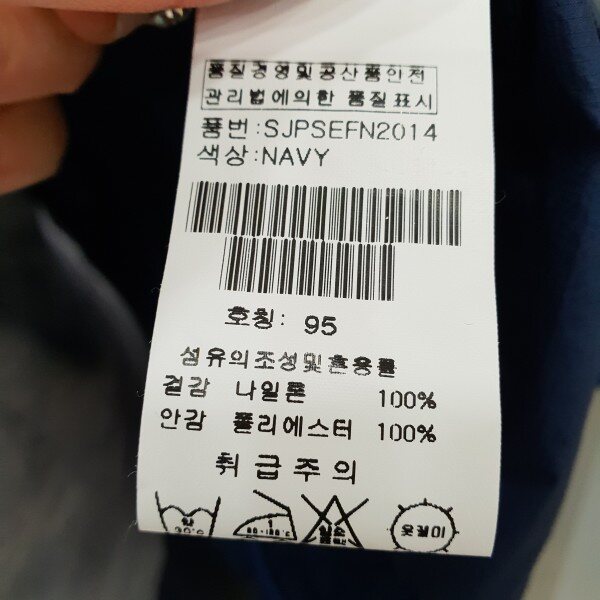 품질경영및공산품안전
관리법에의한 품질표시
품번:SJPSEFN2014
색상:NAVY
호칭: 95
섬유의조성및혼용률
겉감 나일론 100%
안감 폴리에스터 100%
취급주의
약
30℃
1
옷걸이